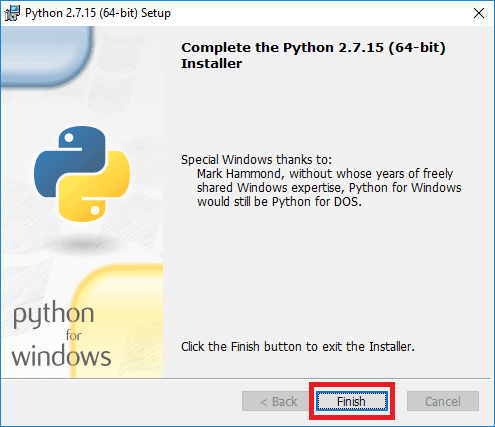 Python 2.7.15 (64-bit) Setup
Complete the Python 2.7.15 (64-bit)
Installer
Special Windows thanks to:
Mark Hammond, without whose years of freely
shared Windows expertise, Python for Windows
would still be Python for DOS.
python
for
windows
Click the Finish button to exit the Installer.
< Back
Finish
Cancel